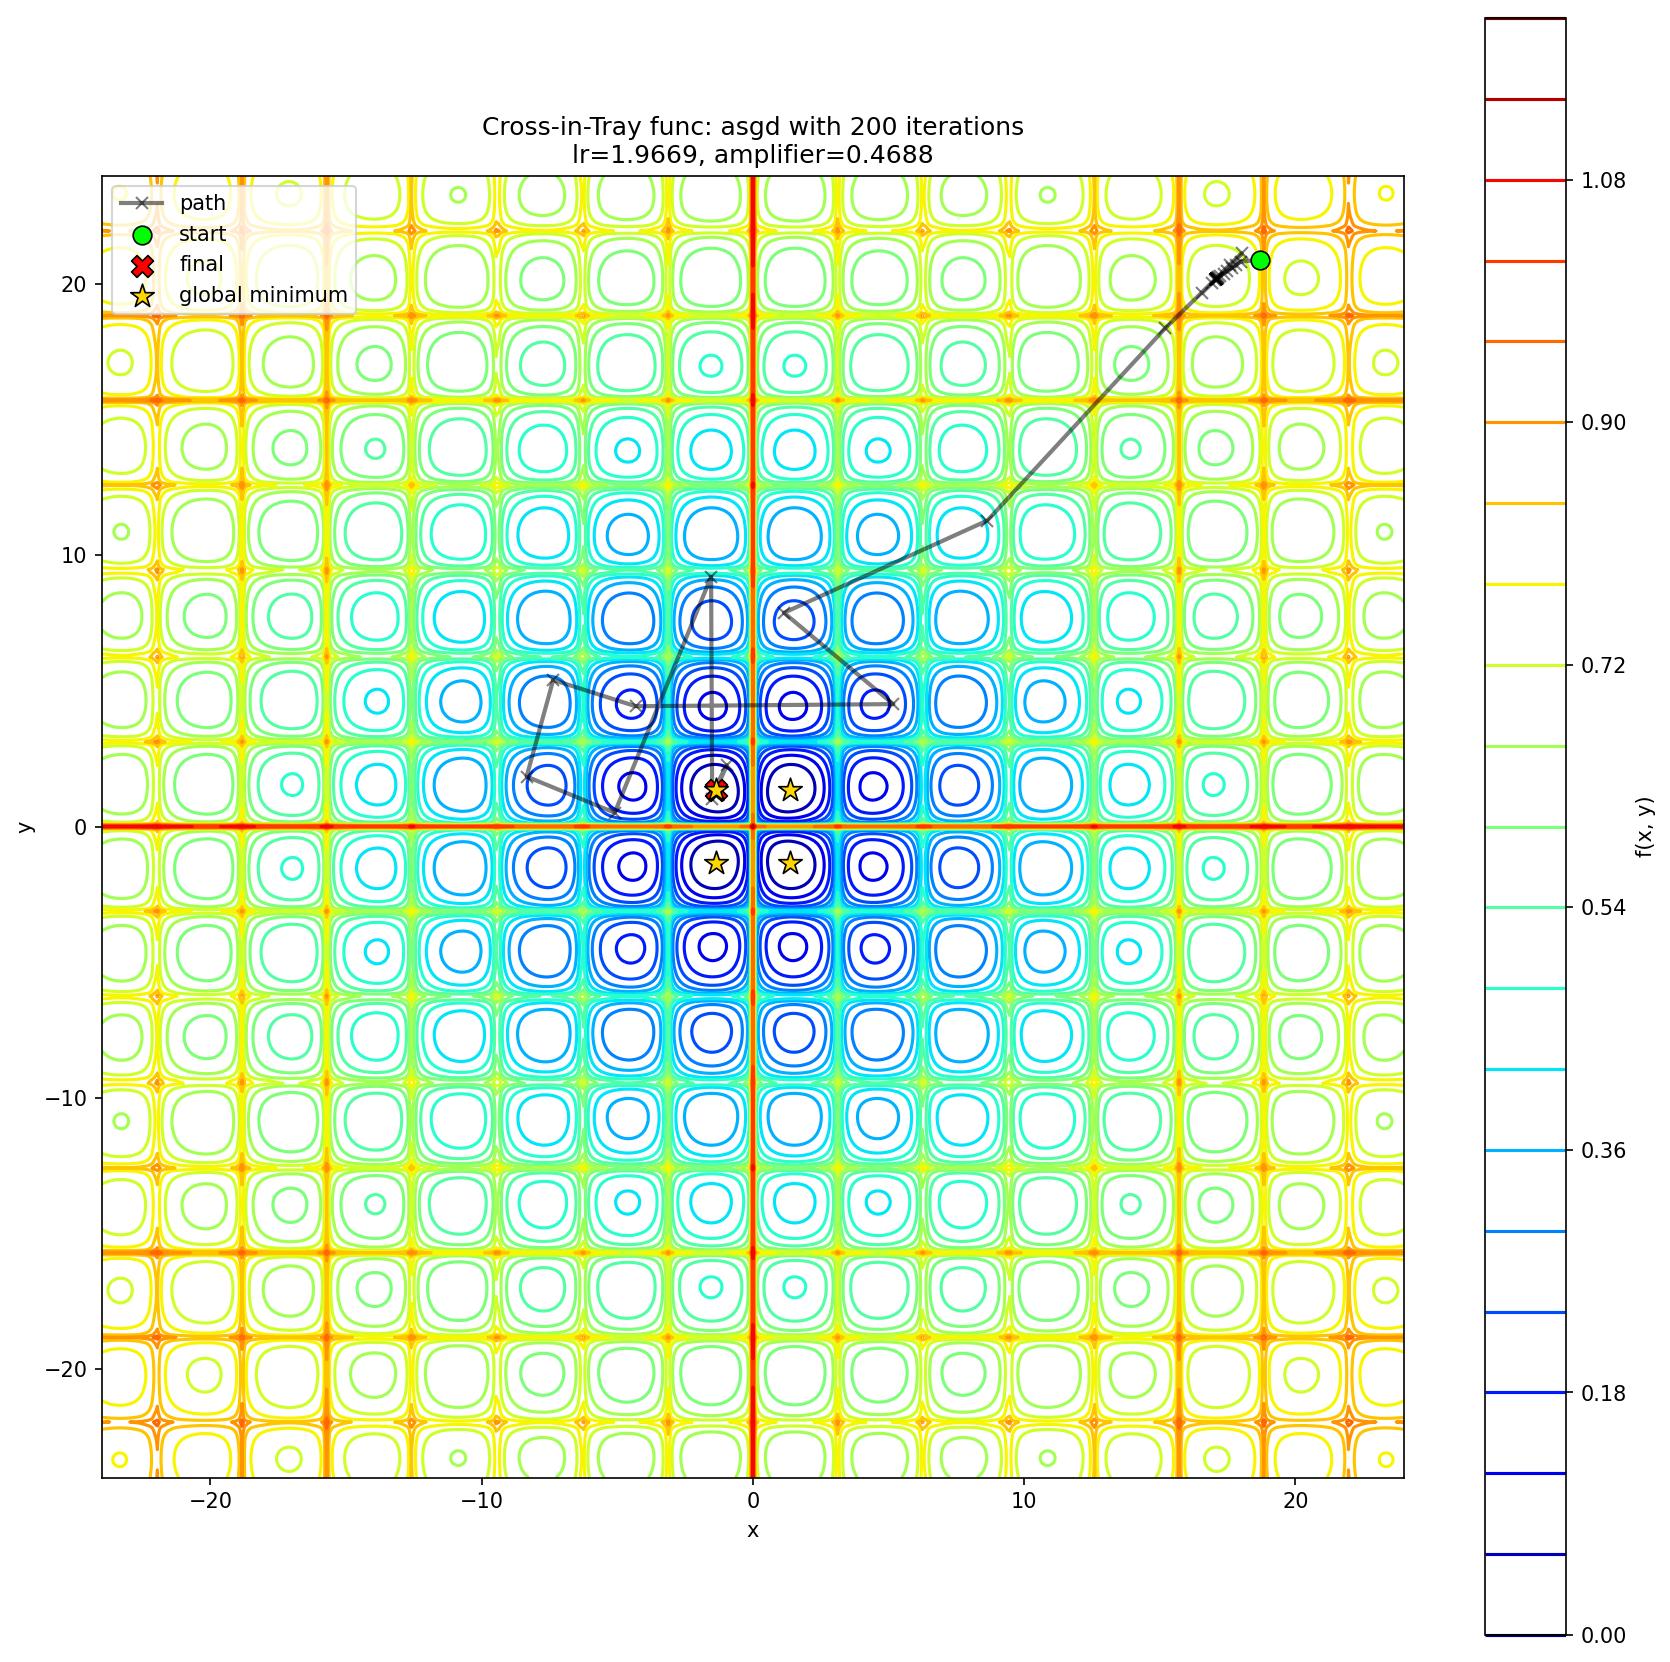 Cross-in-Tray func: asgd with 200 iterations
lr=1.9669, amplifier=0.4688
path
start
final
global minimum
20
10
0
−10
−20
y
−20
−10
0
10
20
x
1.08
0.90
0.72
0.54
0.36
0.18
0.00
f(x, y)